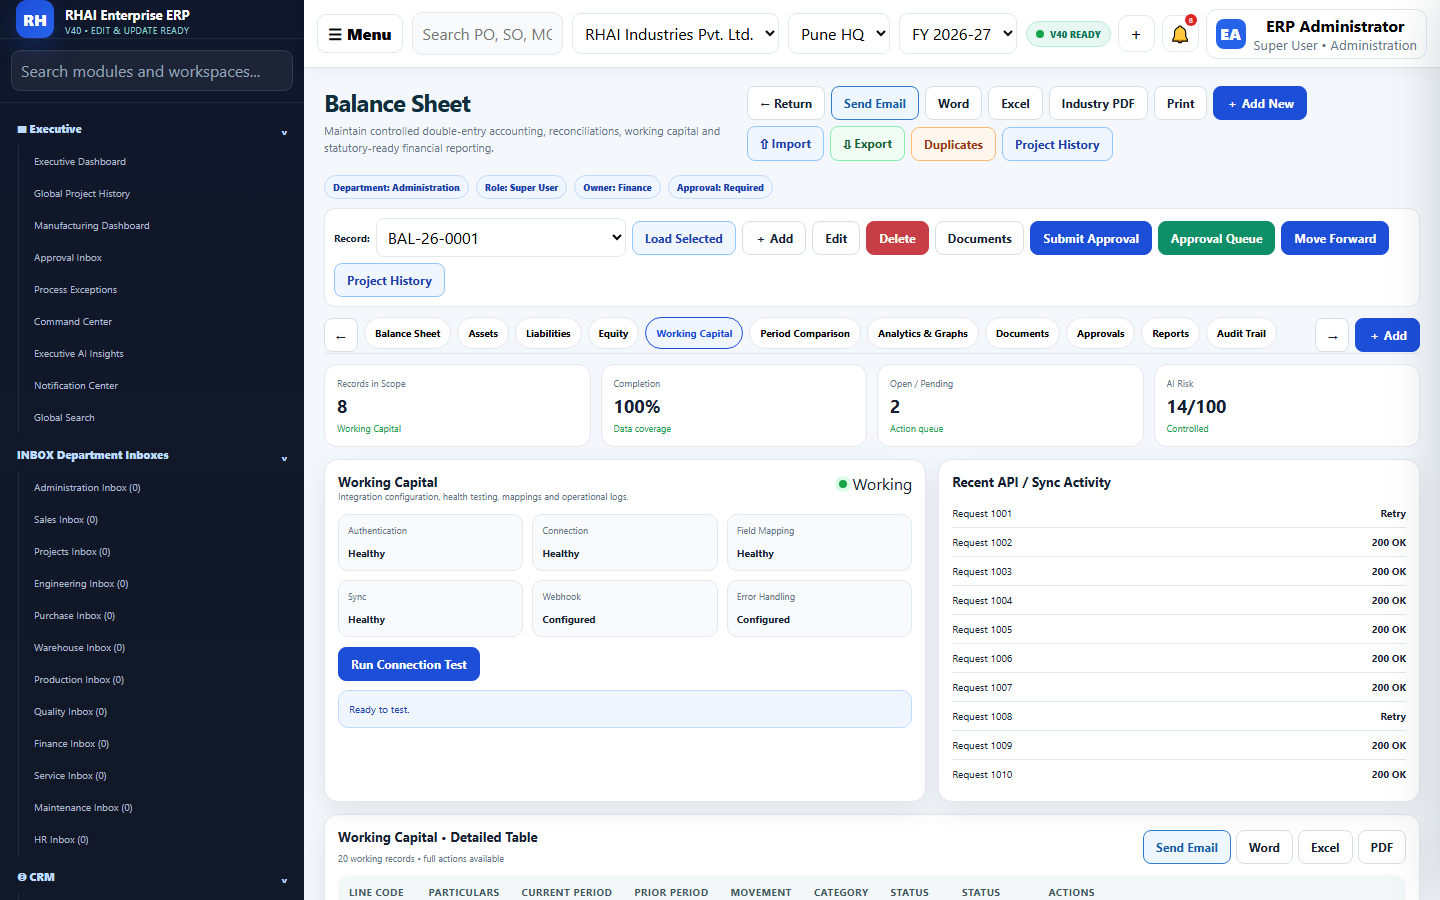 RH
RHAI Enterprise ERP
V40 • EDIT & UPDATE READY
Search modules and workspaces...
Executive
Executive Dashboard
Global Project History
Manufacturing Dashboard
Approval Inbox
Process Exceptions
Command Center
Executive AI Insights
Notification Center
Global Search
INBOX Department Inboxes
Administration Inbox (0)
Sales Inbox (0)
Projects Inbox (0)
Engineering Inbox (0)
Purchase Inbox (0)
Warehouse Inbox (0)
Production Inbox (0)
Quality Inbox (0)
Finance Inbox (0)
Service Inbox (0)
Maintenance Inbox (0)
HR Inbox (0)
CRM
☰ Menu
Search PO, SO, MC
RHAI Industries Pvt. Ltd.
Pune HQ
FY 2026-27
V40 READY
+
8
EA
ERP Administrator
Super User • Administration
Balance Sheet
Maintain controlled double-entry accounting, reconciliations, working capital and
statutory-ready financial reporting.
← Return
Send Email
Word
Excel
Industry PDF
Print
+ Add New
⇧ Import
⇩ Export
Duplicates
Project History
Department: Administration
Role: Super User
Owner: Finance
Approval: Required
Record:
BAL-26-0001
Load Selected
+ Add
Edit
Delete
Documents
Submit Approval
Approval Queue
Move Forward
Project History
←
Balance Sheet
Assets
Liabilities
Equity
Working Capital
Period Comparison
Analytics & Graphs
Documents
Approvals
Reports
Audit Trail
→
+ Add
Records in Scope
8
Working Capital
Completion
100%
Data coverage
Open / Pending
2
Action queue
AI Risk
14/100
Controlled
Working Capital
Integration configuration, health testing, mappings and operational logs.
Working
Authentication
Healthy
Connection
Healthy
Field Mapping
Healthy
Sync
Healthy
Webhook
Configured
Error Handling
Configured
Run Connection Test
Ready to test.
Recent API / Sync Activity
Request 1001 Retry
Request 1002 200 OK
Request 1003 200 OK
Request 1004 200 OK
Request 1005 200 OK
Request 1006 200 OK
Request 1007 200 OK
Request 1008 Retry
Request 1009 200 OK
Request 1010 200 OK
Working Capital • Detailed Table
20 working records • full actions available
Send Email
Word
Excel
PDF
LINE CODE PARTICULARS CURRENT PERIOD PRIOR PERIOD MOVEMENT CATEGORY STATUS STATUS ACTIONS